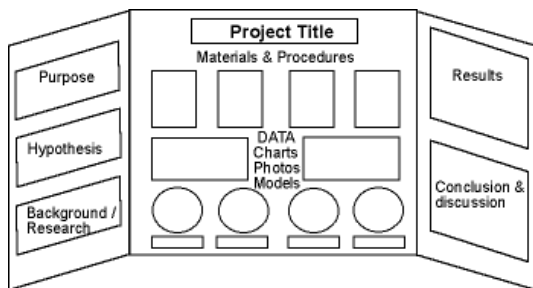 Project Title
Materials & Procedures
Purpose
Hypothesis
Background /
Research
DATA
Charts
Photos
Models
Results
Conclusion &
discussion